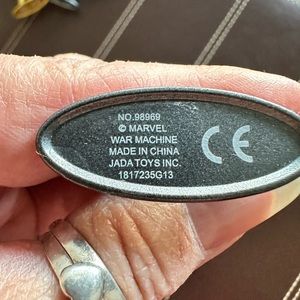 NO.98969
© MARVEL
WAR MACHINE
MADE IN CHINA
JADA TOYS INC.
1817235G13
CE